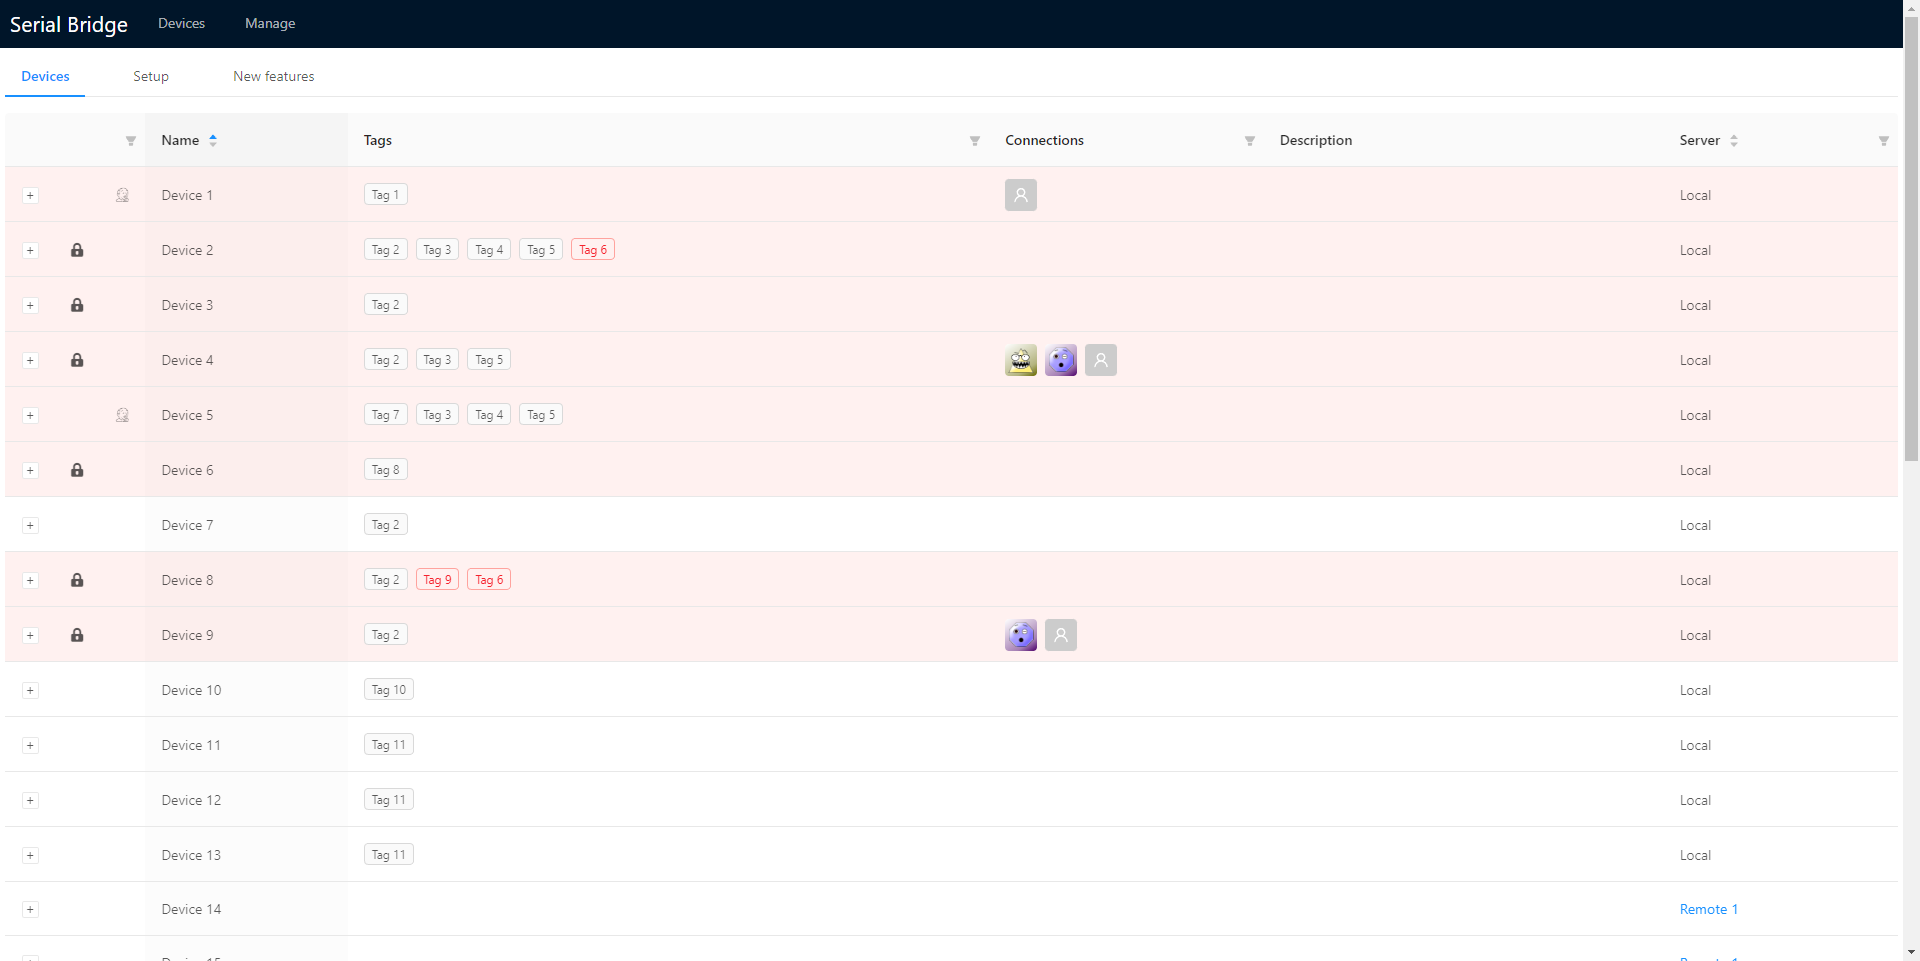 Serial Bridge Devices Manage
Devices Setup New features
Name Tags Connections Description Server
Device 1 Tag 1 Local
Device 2 Tag 2 Tag 3 Tag 4 Tag 5 Tag 6 Local
Device 3 Tag 2 Local
Device 4 Tag 2 Tag 3 Tag 5 Local
Device 5 Tag 7 Tag 3 Tag 4 Tag 5 Local
Device 6 Tag 8 Local
Device 7 Tag 2 Local
Device 8 Tag 2 Tag 9 Tag 6 Local
Device 9 Tag 2 Local
Device 10 Tag 10 Local
Device 11 Tag 11 Local
Device 12 Tag 11 Local
Device 13 Tag 11 Local
Device 14 Remote 1